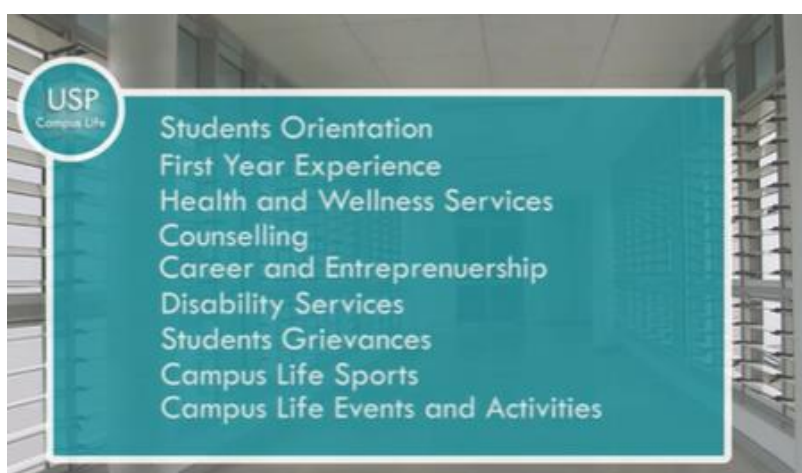 USP
Campus Life
Students Orientation
First Year Experience
Health and Wellness Services
Counselling
Career and Entreprenuership
Disability Services
Students Grievances
Campus Life Sports
Campus Life Events and Activities